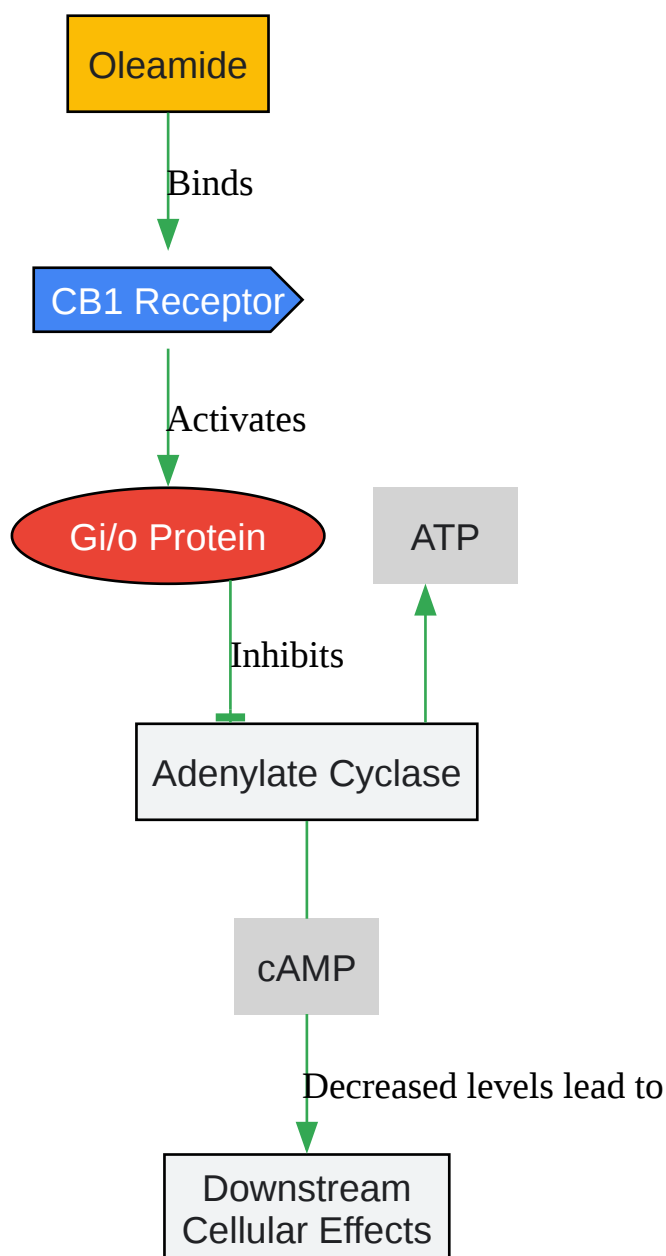 Oleamide
Binds
CB1 Receptor
Activates
Gi/o Protein
ATP
Inhibits
Adenylate Cyclase
cAMP
Decreased levels lead to
Downstream
Cellular Effects